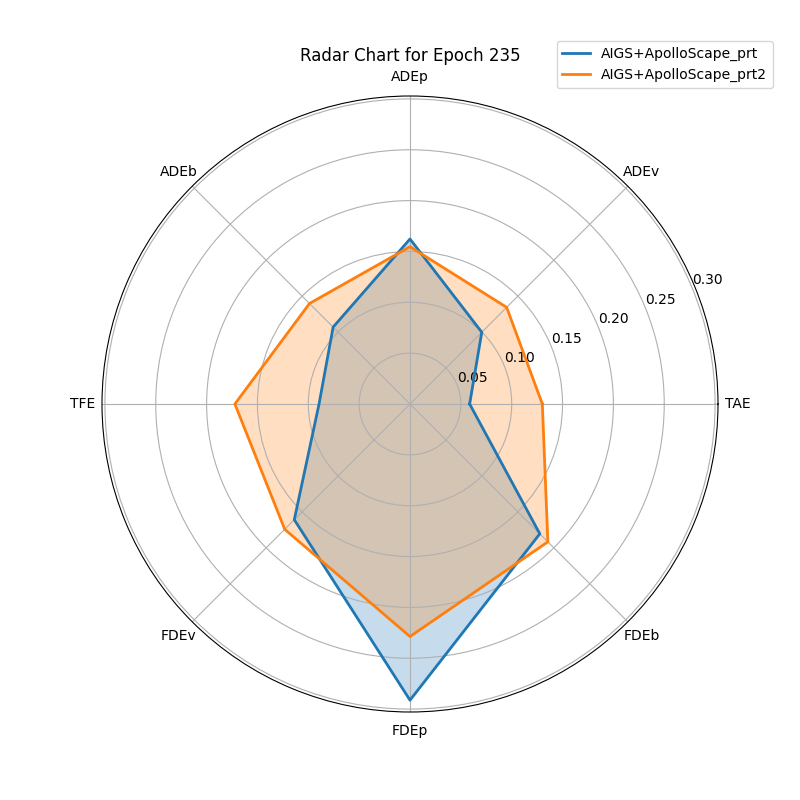 Radar Chart for Epoch 235
AIGS+ApolloScape_prt
AIGS+ApolloScape_prt2
ADEp
ADEb
ADEv
0.30
0.25
0.20
0.15
0.10
0.05
TFE
TAE
FDEv
FDEb
FDEp